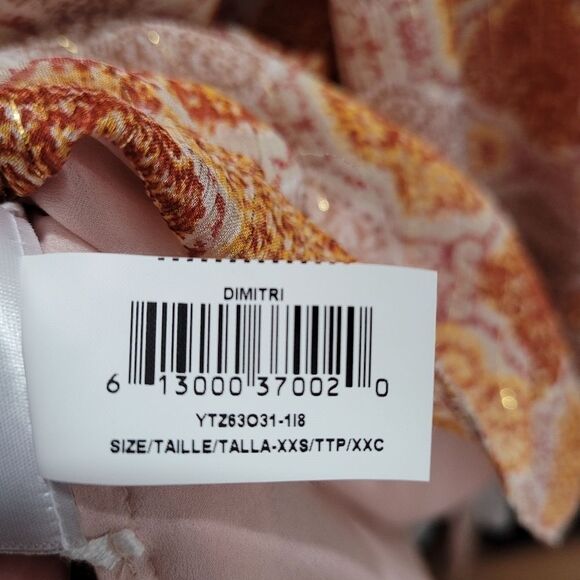 DIMITRI
6 13000 37002 0
YTZ63O31-1I8
SIZE/TAILLE/TALLA-XXS/TTP/XXC